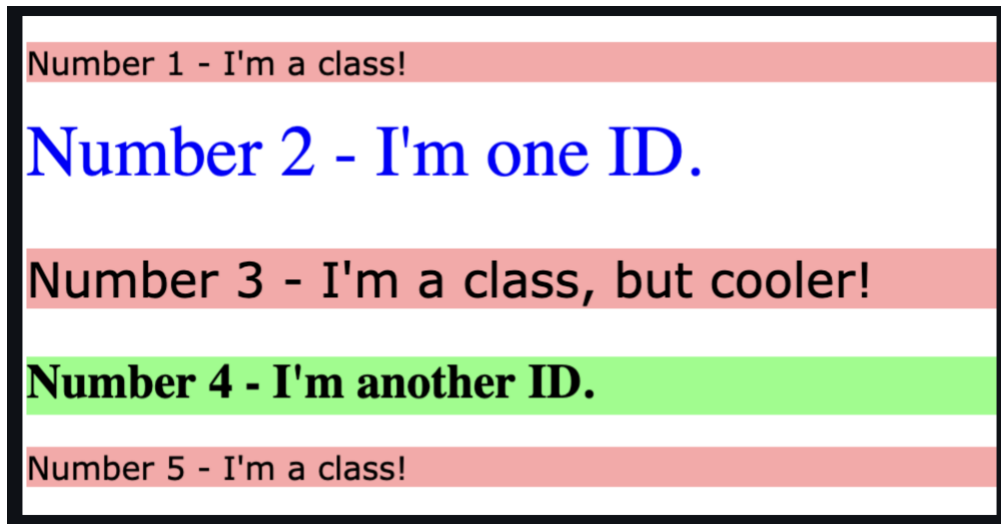 Number 1 - I'm a class!
Number 2 - I'm one ID.
Number 3 - I'm a class, but cooler!
Number 4 - I'm another ID.
Number 5 - I'm a class!